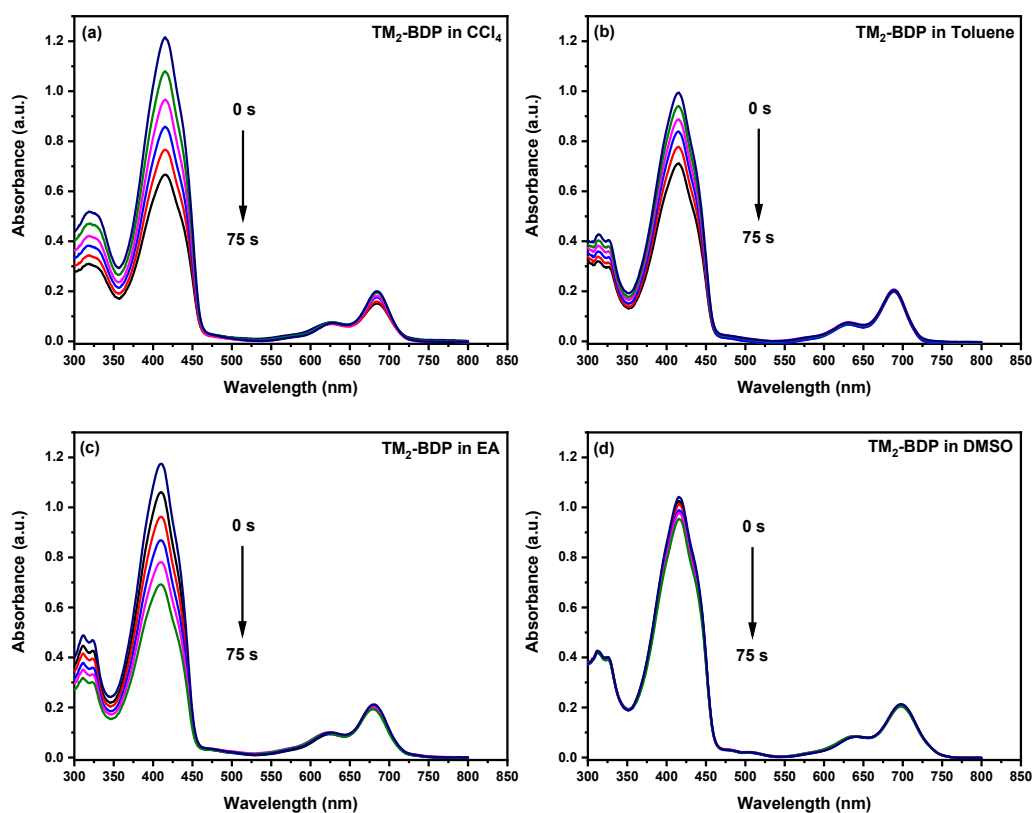 (a)
TM₂-BDP in CCl₄
Absorbance (a.u.)
1.2
1.0
0.8
0.6
0.4
0.2
0.0
0 s
75 s
300 350 400 450 500 550 600 650 700 750 800 850
Wavelength (nm)
(b)
TM₂-BDP in Toluene
Absorbance (a.u.)
1.2
1.0
0.8
0.6
0.4
0.2
0.0
0 s
75 s
300 350 400 450 500 550 600 650 700 750 800 850
Wavelength (nm)
(c)
TM₂-BDP in EA
Absorbance (a.u.)
1.2
1.0
0.8
0.6
0.4
0.2
0.0
0 s
75 s
300 350 400 450 500 550 600 650 700 750 800 850
Wavelength (nm)
(d)
TM₂-BDP in DMSO
Absorbance (a.u.)
1.2
1.0
0.8
0.6
0.4
0.2
0.0
0 s
75 s
300 350 400 450 500 550 600 650 700 750 800 850
Wavelength (nm)